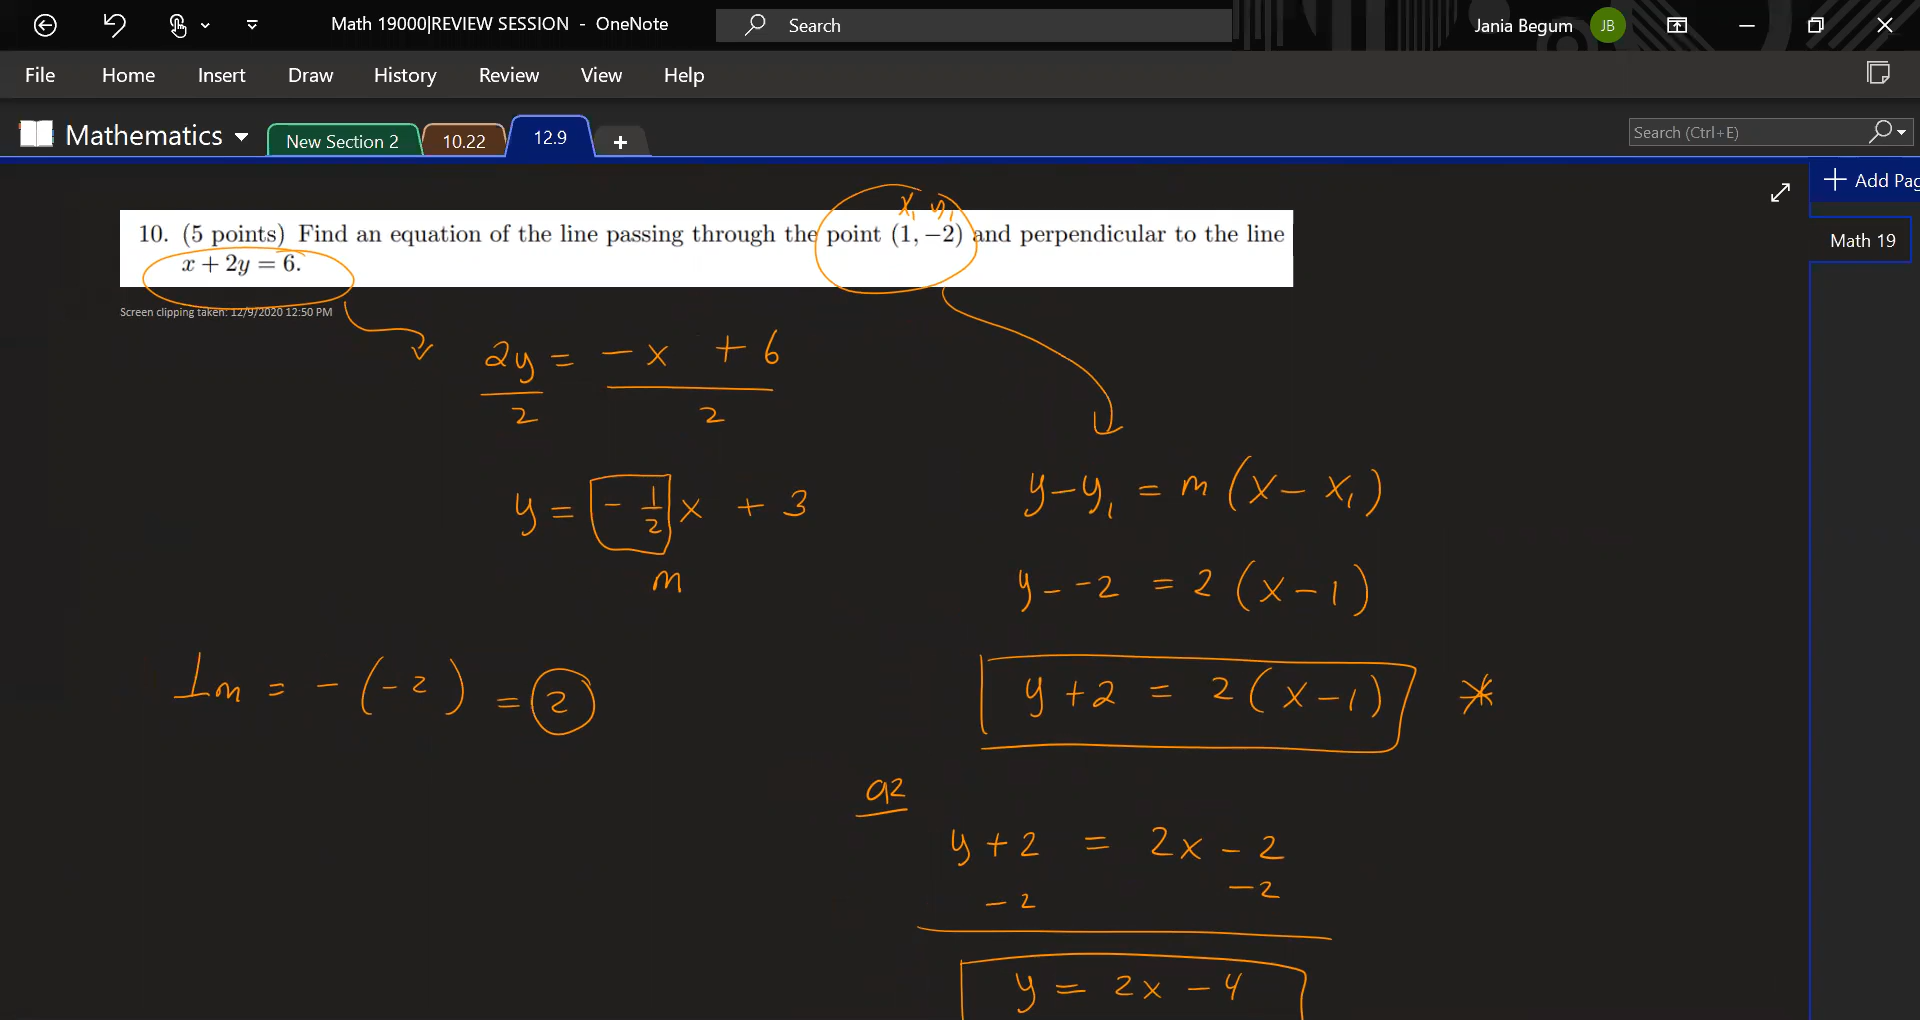 Math 19000|REVIEW SESSION - OneNote
Search
Jania Begum
JB
File Home Insert Draw History Review View Help
Mathematics
New Section 2
10.22
12.9
+
Search (Ctrl+E)
+ Add Pag
Math 19
x₁ y₁
10. (5 points) Find an equation of the line passing through the point (1, −2) and perpendicular to the line
x + 2y = 6.
Screen clipping taken: 12/9/2020 12:50 PM
2y = −x + 6
2 2
y = −1/2 x + 3
m
⊥m = −(−2) = 2
y − y₁ = m(x − x₁)
y − −2 = 2(x − 1)
y + 2 = 2(x − 1) *
y + 2 = 2x − 2
−2 −2
y = 2x − 4